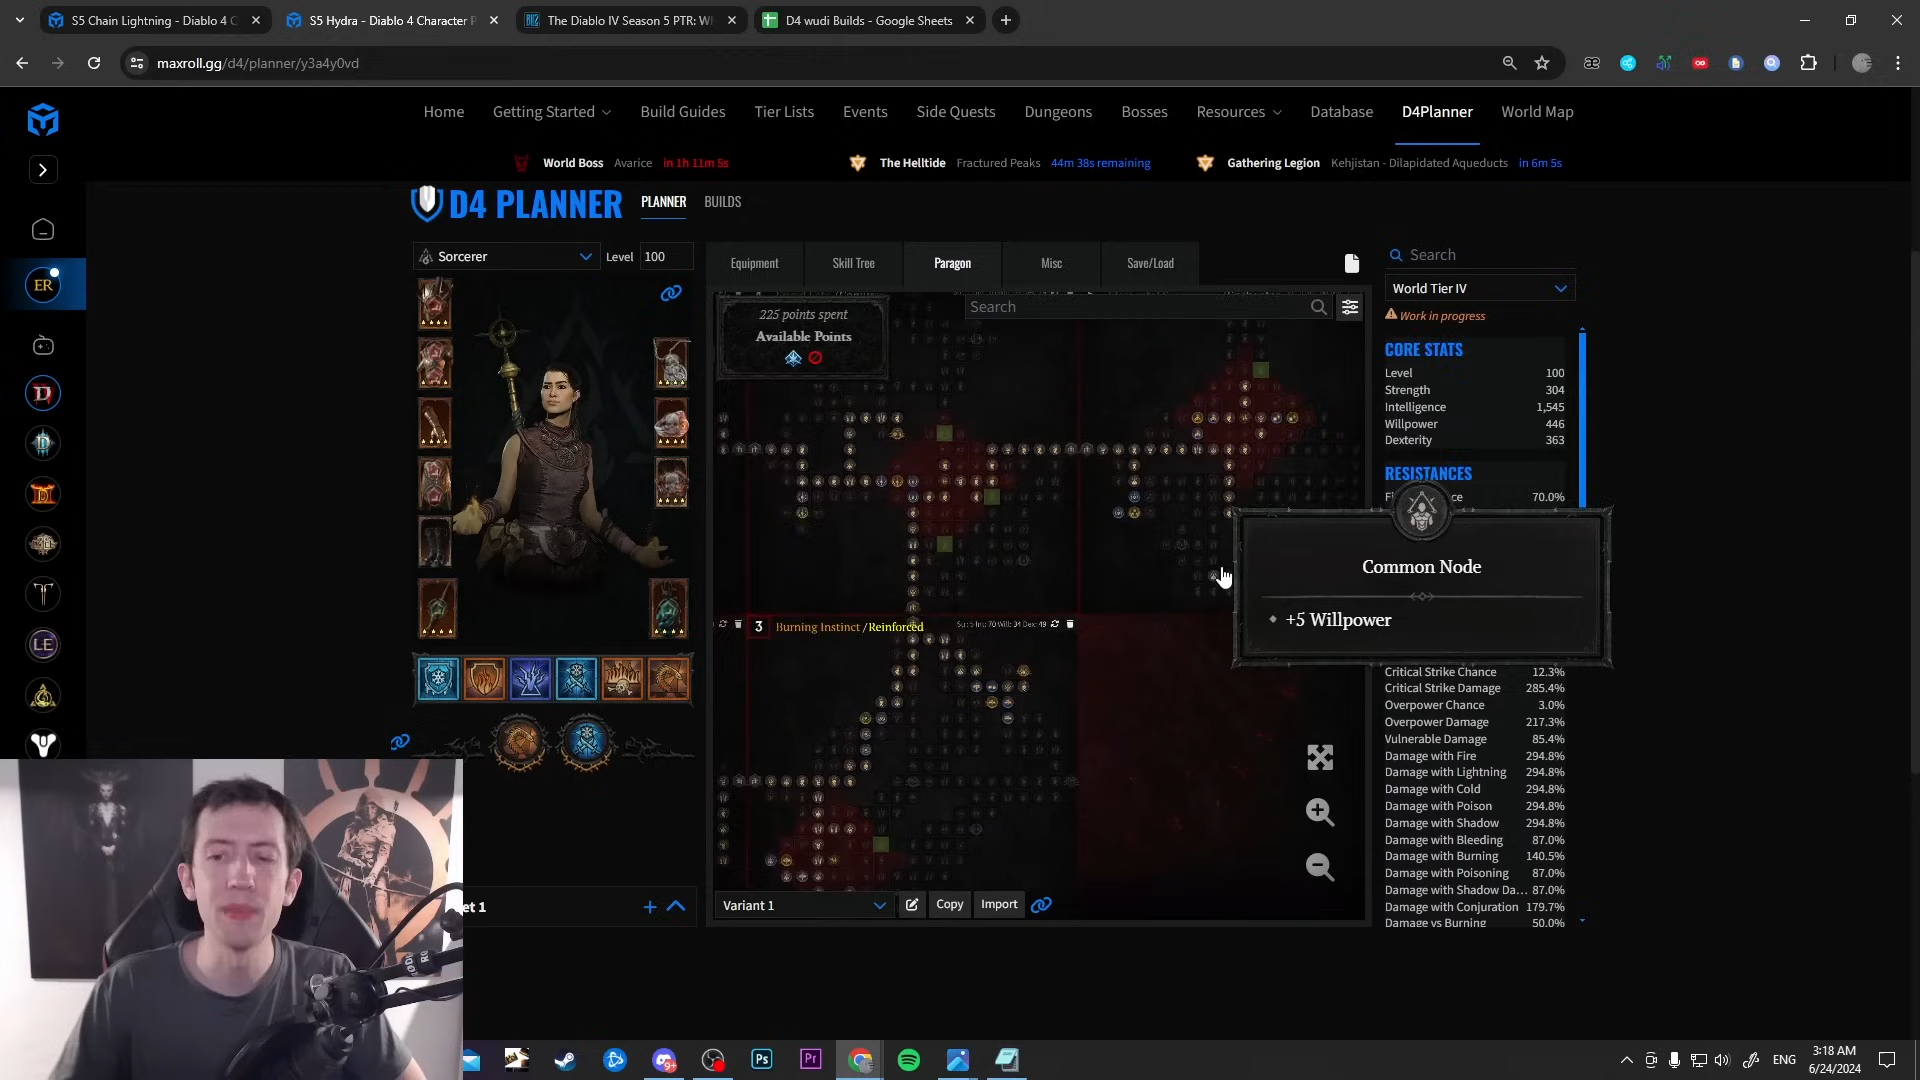 S5 Chain Lightning - Diablo 4 C
S5 Hydra - Diablo 4 Character P
The Diablo IV Season 5 PTR: Wh
D4 wudi Builds - Google Sheets
maxroll.gg/d4/planner/y3a4y0vd
Home
Getting Started
Build Guides
Tier Lists
Events
Side Quests
Dungeons
Bosses
Resources
Database
D4Planner
World Map
World Boss Avarice in 1h 11m 5s
The Helltide Fractured Peaks 44m 38s remaining
Gathering Legion Kehjistan - Dilapidated Aqueducts in 6m 5s
D4 PLANNER
PLANNER
BUILDS
ER
LE
Sorcerer
Level 100
Equipment
Skill Tree
Paragon
Misc
Save/Load
225 points spent
Available Points
Search
3 Burning Instinct / Reinforced
Variant 1
Copy
Import
et 1
Search
World Tier IV
Work in progress
CORE STATS
Level 100
Strength 304
Intelligence 1,545
Willpower 446
Dexterity 363
RESISTANCES
70.0%
Common Node
+5 Willpower
Critical Strike Chance 12.3%
Critical Strike Damage 285.4%
Overpower Chance 3.0%
Overpower Damage 217.3%
Vulnerable Damage 85.4%
Damage with Fire 294.8%
Damage with Lightning 294.8%
Damage with Cold 294.8%
Damage with Poison 294.8%
Damage with Shadow 294.8%
Damage with Bleeding 87.0%
Damage with Burning 140.5%
Damage with Poisoning 87.0%
Damage with Shadow Da... 87.0%
Damage with Conjuration 179.7%
Damage vs Burning 50.0%
Ps
Pr
ENG
3:18 AM
6/24/2024